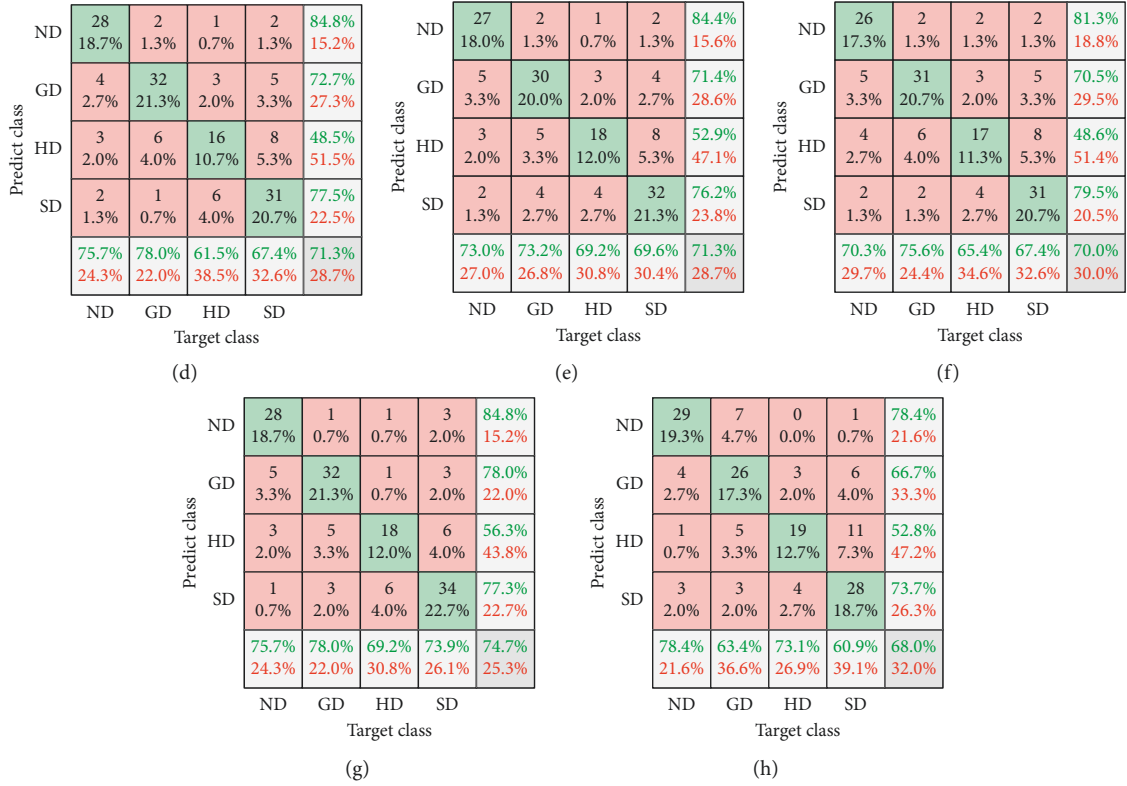 ND 28 2 1 2 84.8%
18.7% 1.3% 0.7% 1.3% 15.2%
GD 4 32 3 5 72.7%
2.7% 21.3% 2.0% 3.3% 27.3%
HD 3 6 16 8 48.5%
2.0% 4.0% 10.7% 5.3% 51.5%
SD 2 1 6 31 77.5%
1.3% 0.7% 4.0% 20.7% 22.5%
75.7% 78.0% 61.5% 67.4% 71.3%
24.3% 22.0% 38.5% 32.6% 28.7%
ND GD HD SD
Target class
Predict class
(d)
ND 27 2 1 2 84.4%
18.0% 1.3% 0.7% 1.3% 15.6%
GD 5 30 3 4 71.4%
3.3% 20.0% 2.0% 2.7% 28.6%
HD 3 5 18 8 52.9%
2.0% 3.3% 12.0% 5.3% 47.1%
SD 2 4 4 32 76.2%
1.3% 2.7% 2.7% 21.3% 23.8%
73.0% 73.2% 69.2% 69.6% 71.3%
27.0% 26.8% 30.8% 30.4% 28.7%
ND GD HD SD
Target class
Predict class
(e)
ND 26 2 2 2 81.3%
17.3% 1.3% 1.3% 1.3% 18.8%
GD 5 31 3 5 70.5%
3.3% 20.7% 2.0% 3.3% 29.5%
HD 4 6 17 8 48.6%
2.7% 4.0% 11.3% 5.3% 51.4%
SD 2 2 4 31 79.5%
1.3% 1.3% 2.7% 20.7% 20.5%
70.3% 75.6% 65.4% 67.4% 70.0%
29.7% 24.4% 34.6% 32.6% 30.0%
ND GD HD SD
Target class
Predict class
(f)
ND 28 1 1 3 84.8%
18.7% 0.7% 0.7% 2.0% 15.2%
GD 5 32 1 3 78.0%
3.3% 21.3% 0.7% 2.0% 22.0%
HD 3 5 18 6 56.3%
2.0% 3.3% 12.0% 4.0% 43.8%
SD 1 3 6 34 77.3%
0.7% 2.0% 4.0% 22.7% 22.7%
75.7% 78.0% 69.2% 73.9% 74.7%
24.3% 22.0% 30.8% 26.1% 25.3%
ND GD HD SD
Target class
Predict class
(g)
ND 29 7 0 1 78.4%
19.3% 4.7% 0.0% 0.7% 21.6%
GD 4 26 3 6 66.7%
2.7% 17.3% 2.0% 4.0% 33.3%
HD 1 5 19 11 52.8%
0.7% 3.3% 12.7% 7.3% 47.2%
SD 3 3 4 28 73.7%
2.0% 2.0% 2.7% 18.7% 26.3%
78.4% 63.4% 73.1% 60.9% 68.0%
21.6% 36.6% 26.9% 39.1% 32.0%
ND GD HD SD
Target class
Predict class
(h)